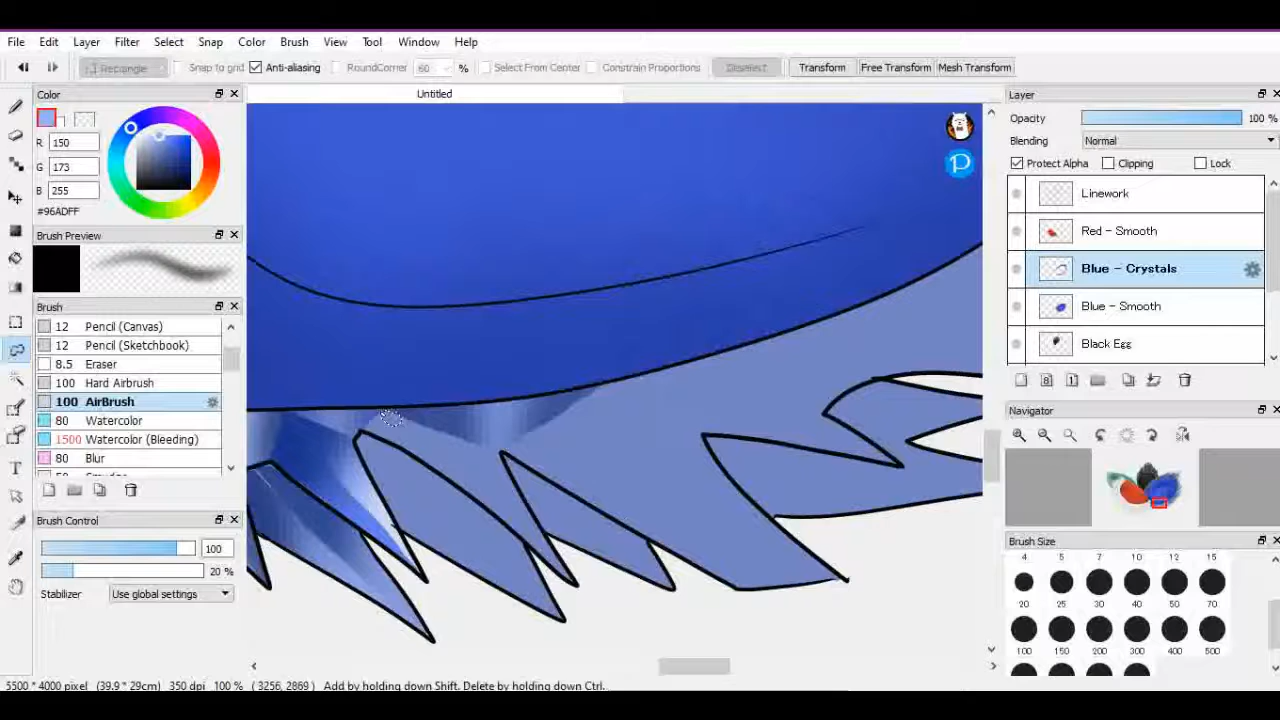 File Edit Layer Filter Select Snap Color Brush View Tool Window Help
Rectangle Snap to grid Anti-aliasing RoundCorner 60 % Select From Center Constrain Proportions Deselect Transform Free Transform Mesh Transform
Color
Untitled
Layer
R 150
G 173
B 255
#96ADFF
Opacity 100 %
Blending Normal
Protect Alpha Clipping Lock
Linework
Red - Smooth
Blue - Crystals
Blue - Smooth
Black Egg
Brush Preview
Brush
12 Pencil (Canvas)
12 Pencil (Sketchbook)
8.5 Eraser
100 Hard Airbrush
100 AirBrush
80 Watercolor
1500 Watercolor (Bleeding)
80 Blur
Brush Control
100
20 %
Stabilizer Use global settings
Navigator
Brush Size
4 5 7 10 12 15
20 25 30 40 50 70
100 150 200 300 400 500
5500 * 4000 pixel (39.9 * 29cm) 350 dpi 100 % ( 3256, 2869 ) Add by holding down Shift. Delete by holding down Ctrl.